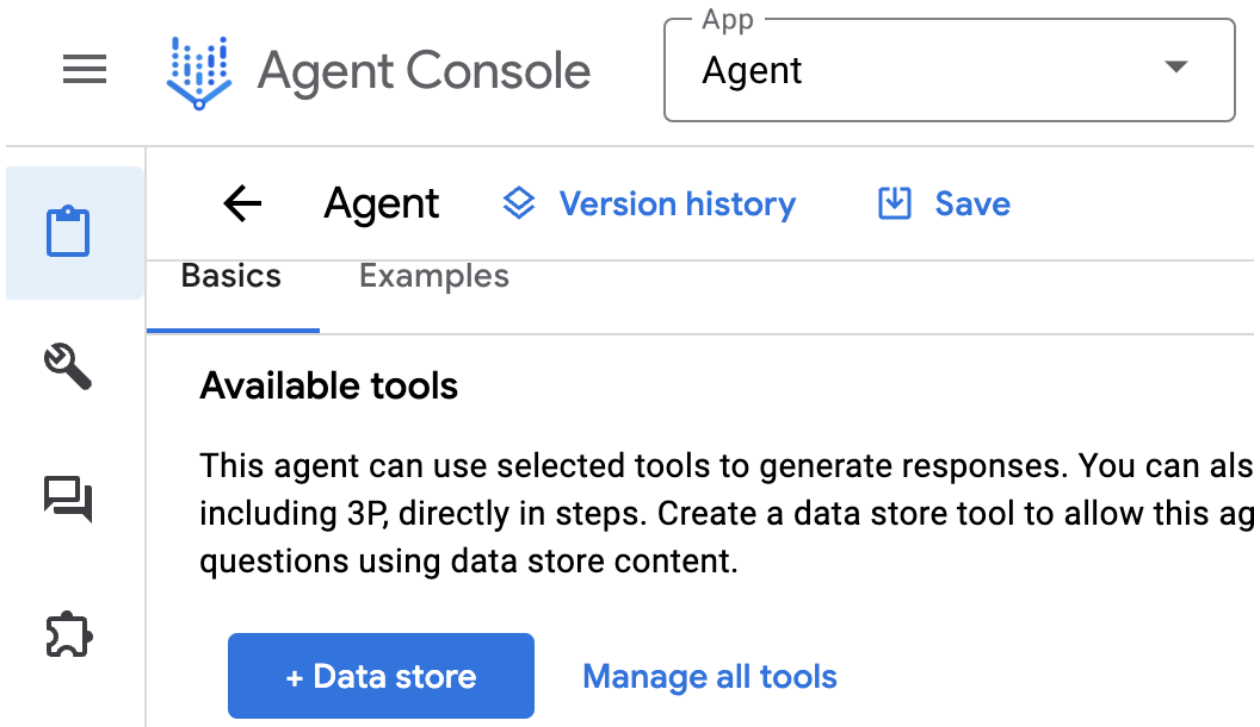 App
Agent Console
Agent
Agent
Version history
Save
Basics
Examples
Available tools
This agent can use selected tools to generate responses. You can als
including 3P, directly in steps. Create a data store tool to allow this ag
questions using data store content.
+ Data store
Manage all tools